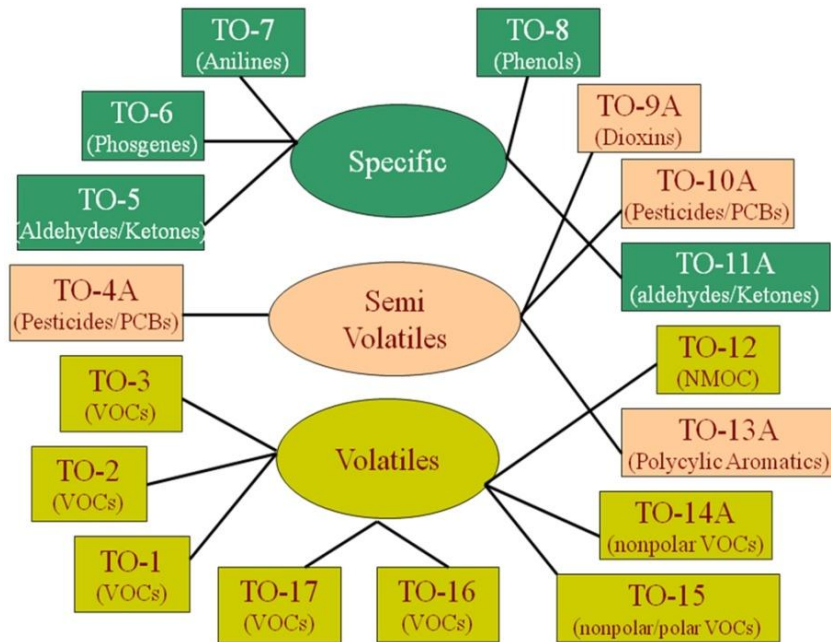 TO-7
(Anilines)
TO-8
(Phenols)
TO-6
(Phosgenes)
TO-9A
(Dioxins)
Specific
TO-5
(Aldehydes/Ketones)
TO-10A
(Pesticides/PCBs)
TO-11A
(aldehydes/Ketones)
TO-4A
(Pesticides/PCBs)
Semi
Volatiles
TO-12
(NMOC)
TO-3
(VOCs)
TO-13A
(Polycylic Aromatics)
Volatiles
TO-2
(VOCs)
TO-14A
(nonpolar VOCs)
TO-1
(VOCs)
TO-17
(VOCs)
TO-16
(VOCs)
TO-15
(nonpolar/polar VOCs)